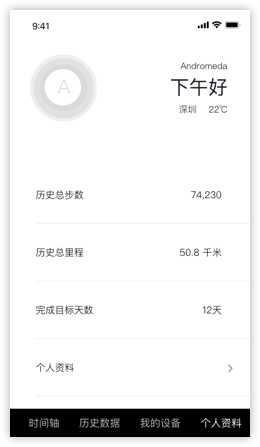 9:41
A
Andromeda
下午好
深圳 22℃
历史总步数 74,230
历史总里程 50.8 千米
完成目标天数 12天
个人资料
时间轴 历史数据 我的设备 个人资料